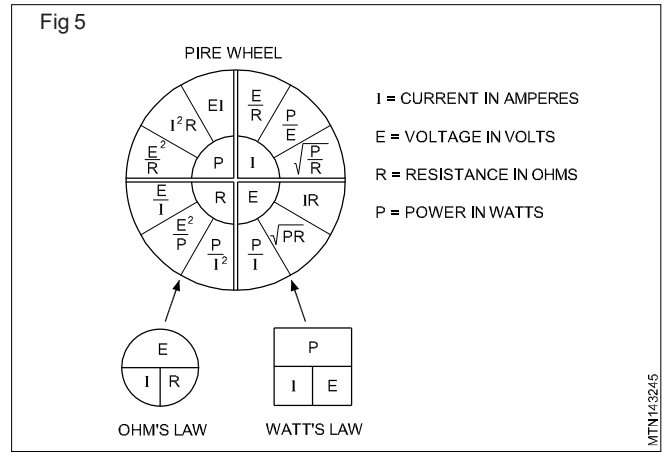 Fig 5
PIRE WHEEL
EI
E/R
I²R
P/E
E²/R
√(P/R)
P
I
R
E
E/I
IR
E²/P
√PR
P/I²
P/I
I = CURRENT IN AMPERES
E = VOLTAGE IN VOLTS
R = RESISTANCE IN OHMS
P = POWER IN WATTS
E
I R
OHM'S LAW
P
I E
WATT'S LAW
MTN143245